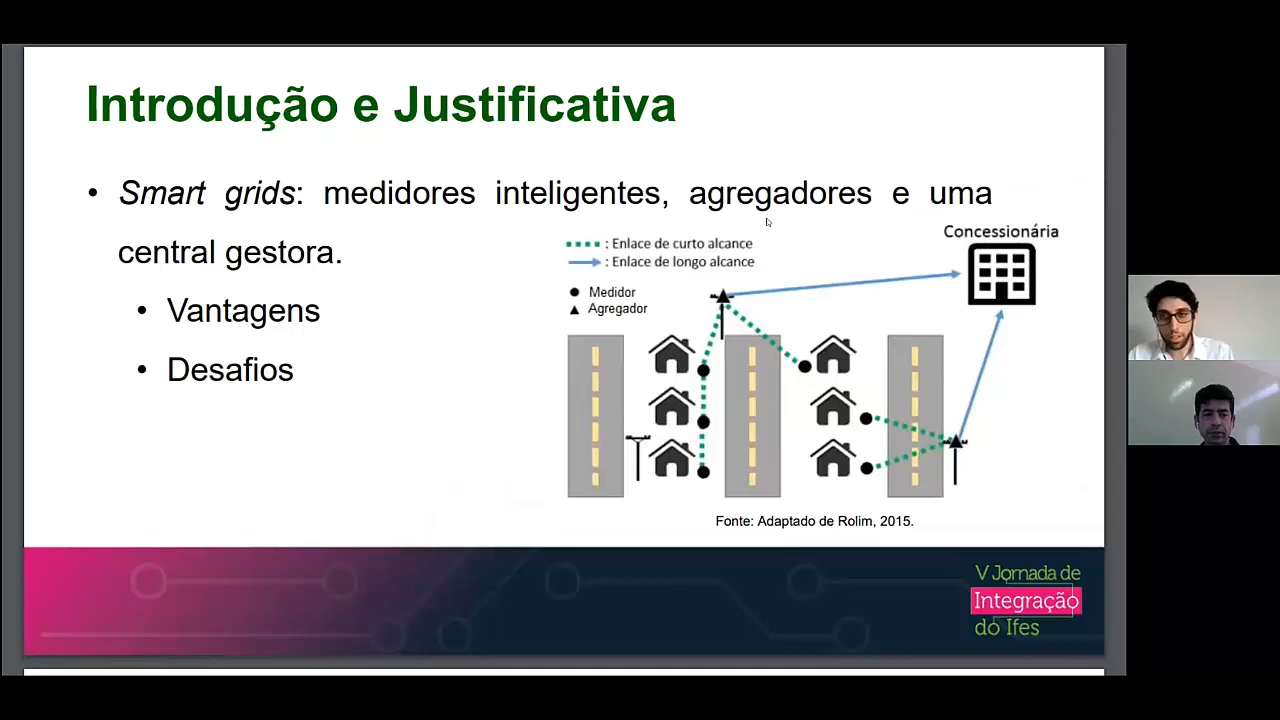 Introdução e Justificativa
• Smart grids: medidores inteligentes, agregadores e uma
central gestora.
• Vantagens
• Desafios
: Enlace de curto alcance
: Enlace de longo alcance
Medidor
Agregador
Concessionária
Fonte: Adaptado de Rolim, 2015.
V Jornada de
Integração
do Ifes